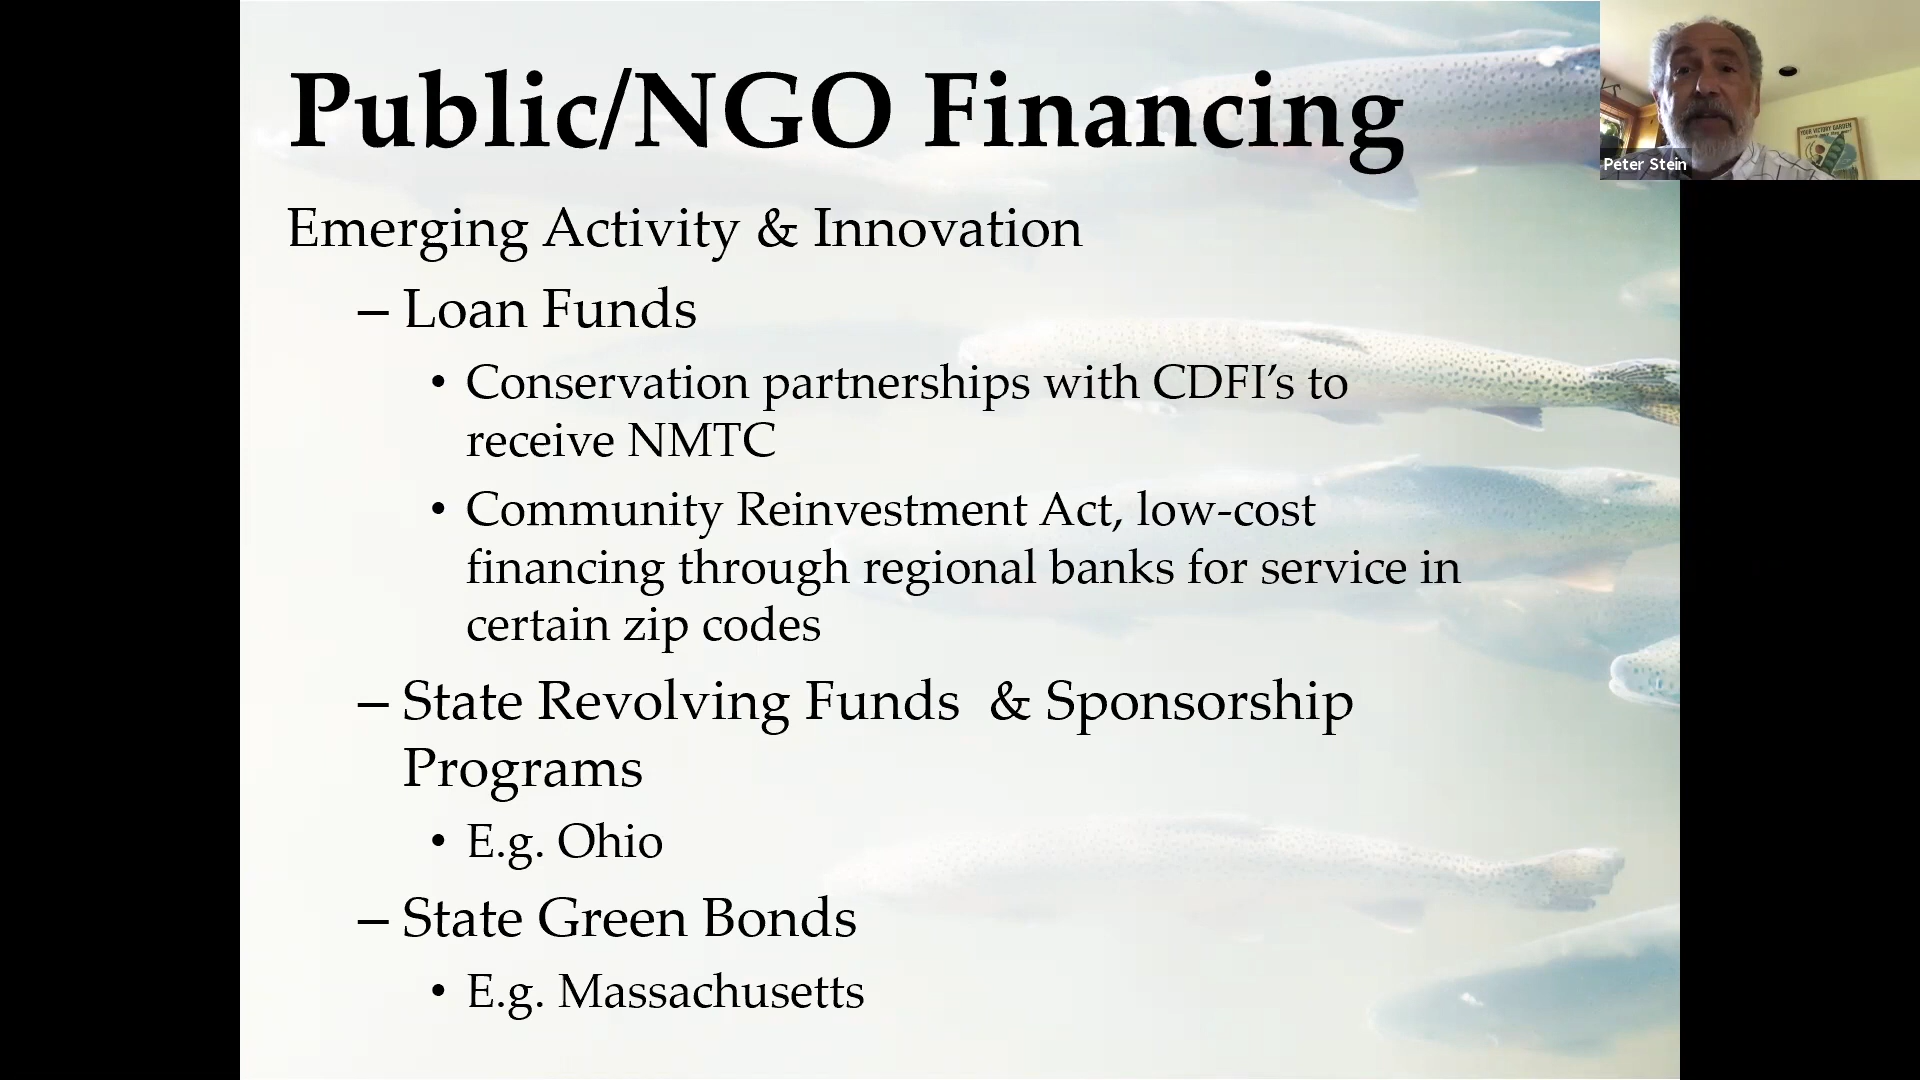 Public/NGO Financing
Peter Stein
Emerging Activity & Innovation
– Loan Funds
• Conservation partnerships with CDFI’s to
receive NMTC
• Community Reinvestment Act, low-cost
financing through regional banks for service in
certain zip codes
– State Revolving Funds  & Sponsorship
Programs
• E.g. Ohio
– State Green Bonds
• E.g. Massachusetts